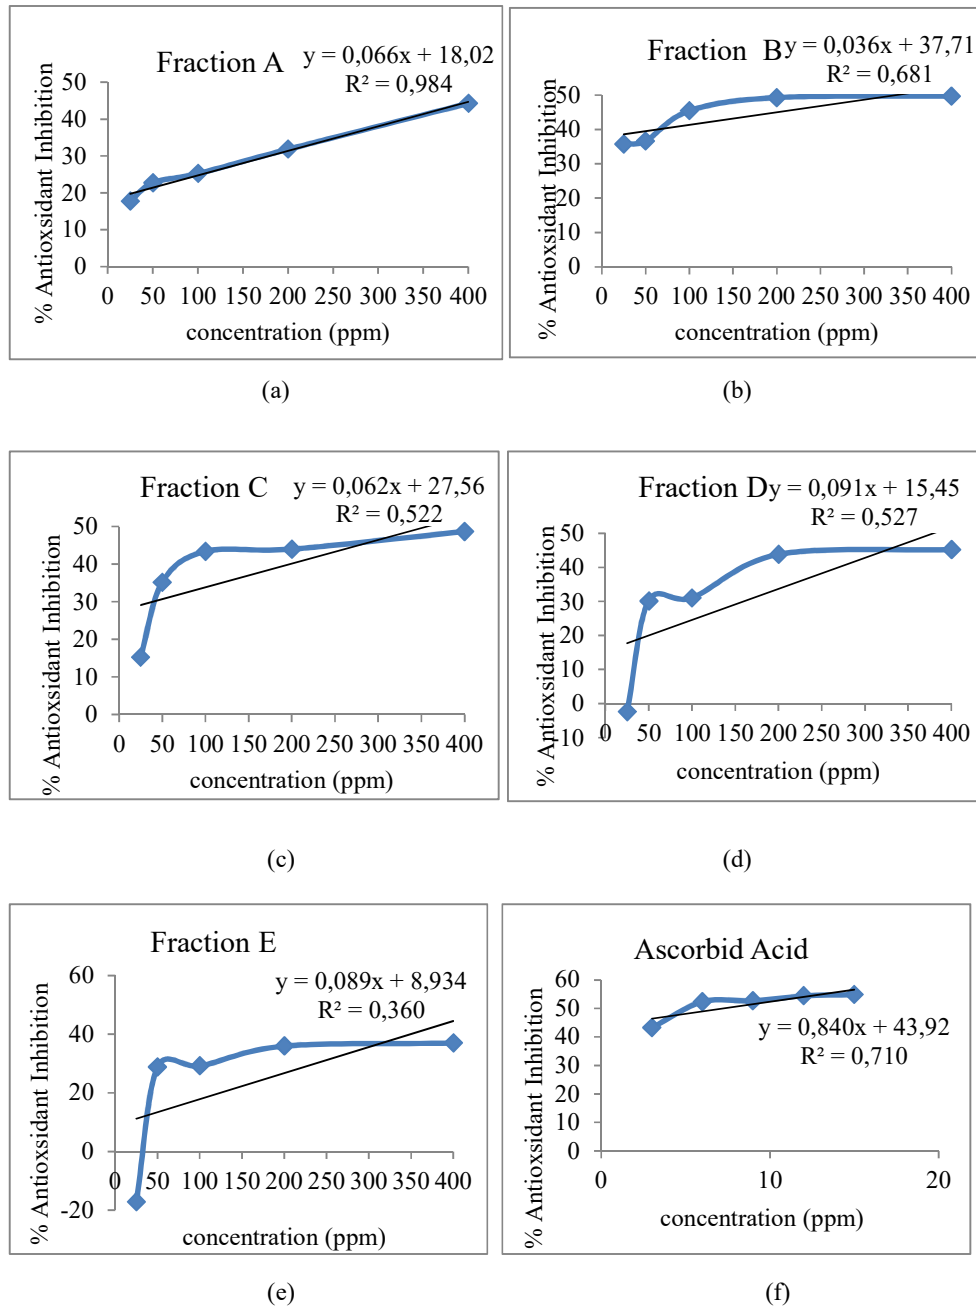 Fraction A
y = 0,066x + 18,02
R² = 0,984
% Antioxsidant Inhibition
50
40
30
20
10
0
0 50 100 150 200 250 300 350 400
concentration (ppm)
(a)
Fraction B
y = 0,036x + 37,71
R² = 0,681
% Antioxsidant Inhibition
50
40
30
20
10
0
0 50 100 150 200 250 300 350 400
concentration (ppm)
(b)
Fraction C
y = 0,062x + 27,56
R² = 0,522
% Antioxsidant Inhibition
50
40
30
20
10
0
0 50 100 150 200 250 300 350 400
concentration (ppm)
(c)
Fraction D
y = 0,091x + 15,45
R² = 0,527
% Antioxsidant Inhibition
50
40
30
20
10
0
10
0 50 100 150 200 250 300 350 400
concentration (ppm)
(d)
Fraction E
y = 0,089x + 8,934
R² = 0,360
% Antioxsidant Inhibition
60
40
20
0
-20
0 50 100 150 200 250 300 350 400
concentration (ppm)
(e)
Ascorbid Acid
y = 0,840x + 43,92
R² = 0,710
% Antioxsidant Inhibition
60
50
40
30
20
10
0
0 10 20
concentration (ppm)
(f)